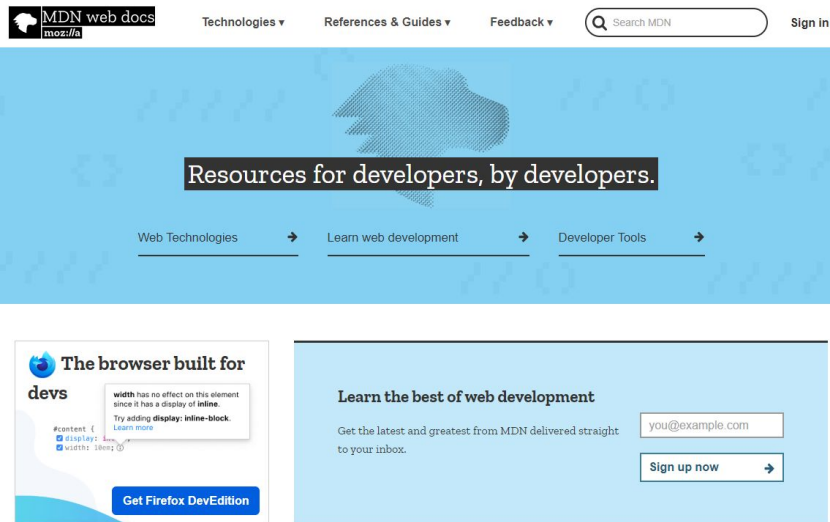 MDN web docs
moz://a
Technologies ▾
References & Guides ▾
Feedback ▾
Search MDN
Sign in
Resources for developers, by developers.
Web Technologies
Learn web development
Developer Tools
The browser built for
devs
width has no effect on this element
since it has a display of inline.
Try adding display: inline-block.
Learn more
#content {
display:
width: 10em;
Get Firefox DevEdition
Learn the best of web development
Get the latest and greatest from MDN delivered straight
to your inbox.
you@example.com
Sign up now